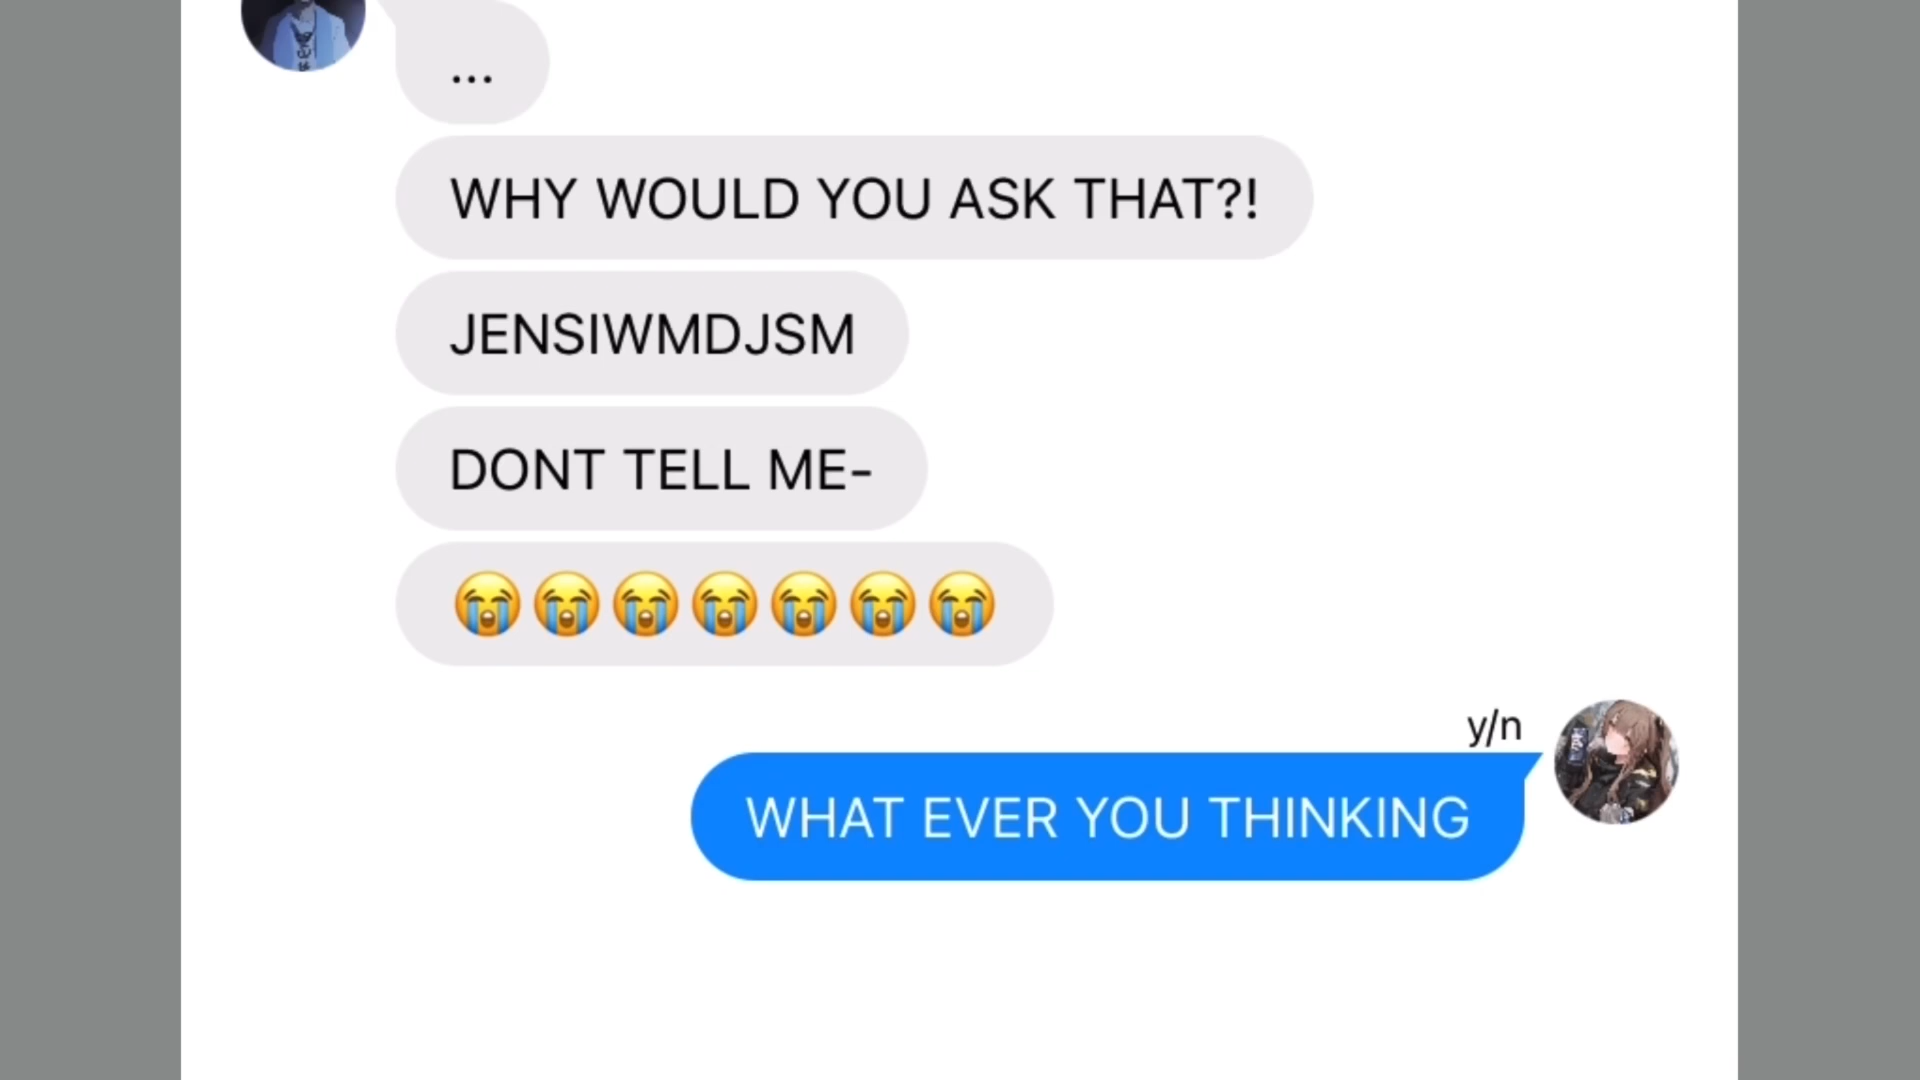 ...
WHY WOULD YOU ASK THAT?!
JENSIWMDJSM
DONT TELL ME-
😭😭😭😭😭😭😭
y/n
WHAT EVER YOU THINKING